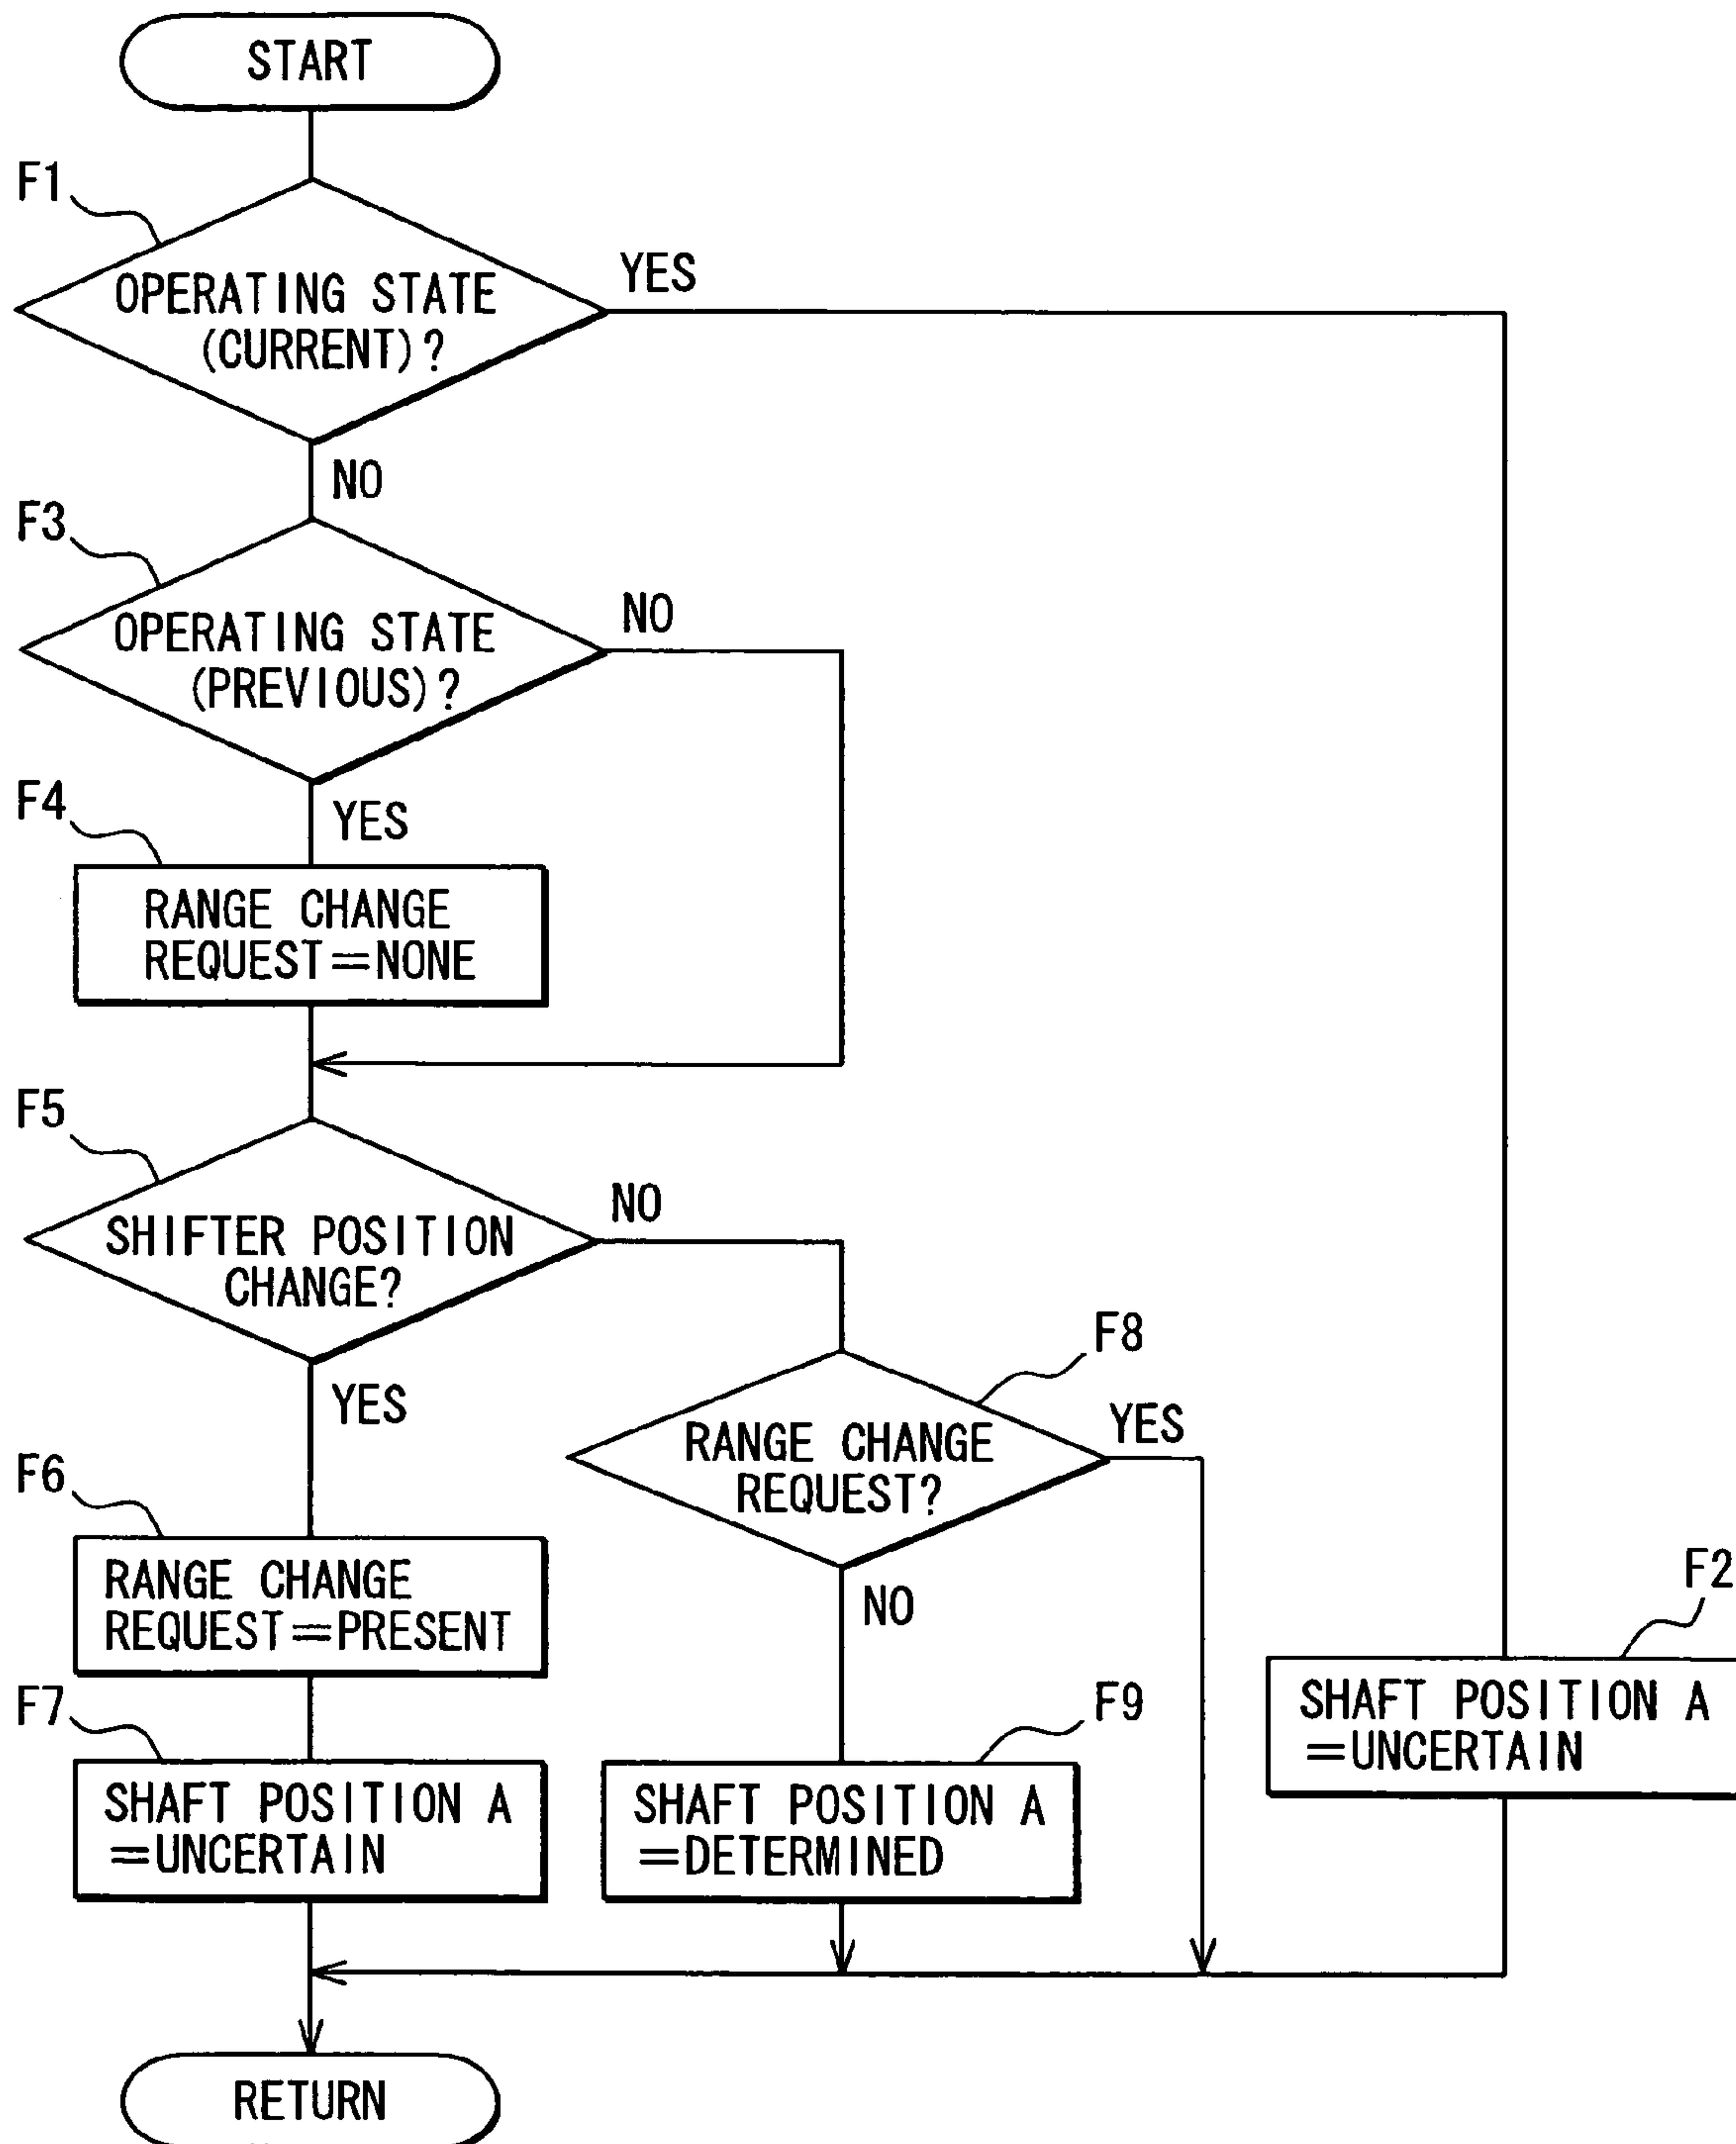 START
F1
OPERATING STATE
(CURRENT)?
YES
NO
F3
OPERATING STATE
(PREVIOUS)?
NO
YES
F4
RANGE CHANGE
REQUEST=NONE
F5
SHIFTER POSITION
CHANGE?
NO
YES
F8
RANGE CHANGE
REQUEST?
YES
NO
F6
RANGE CHANGE
REQUEST=PRESENT
F7
SHAFT POSITION A
=UNCERTAIN
F9
SHAFT POSITION A
=DETERMINED
F2
SHAFT POSITION A
=UNCERTAIN
RETURN